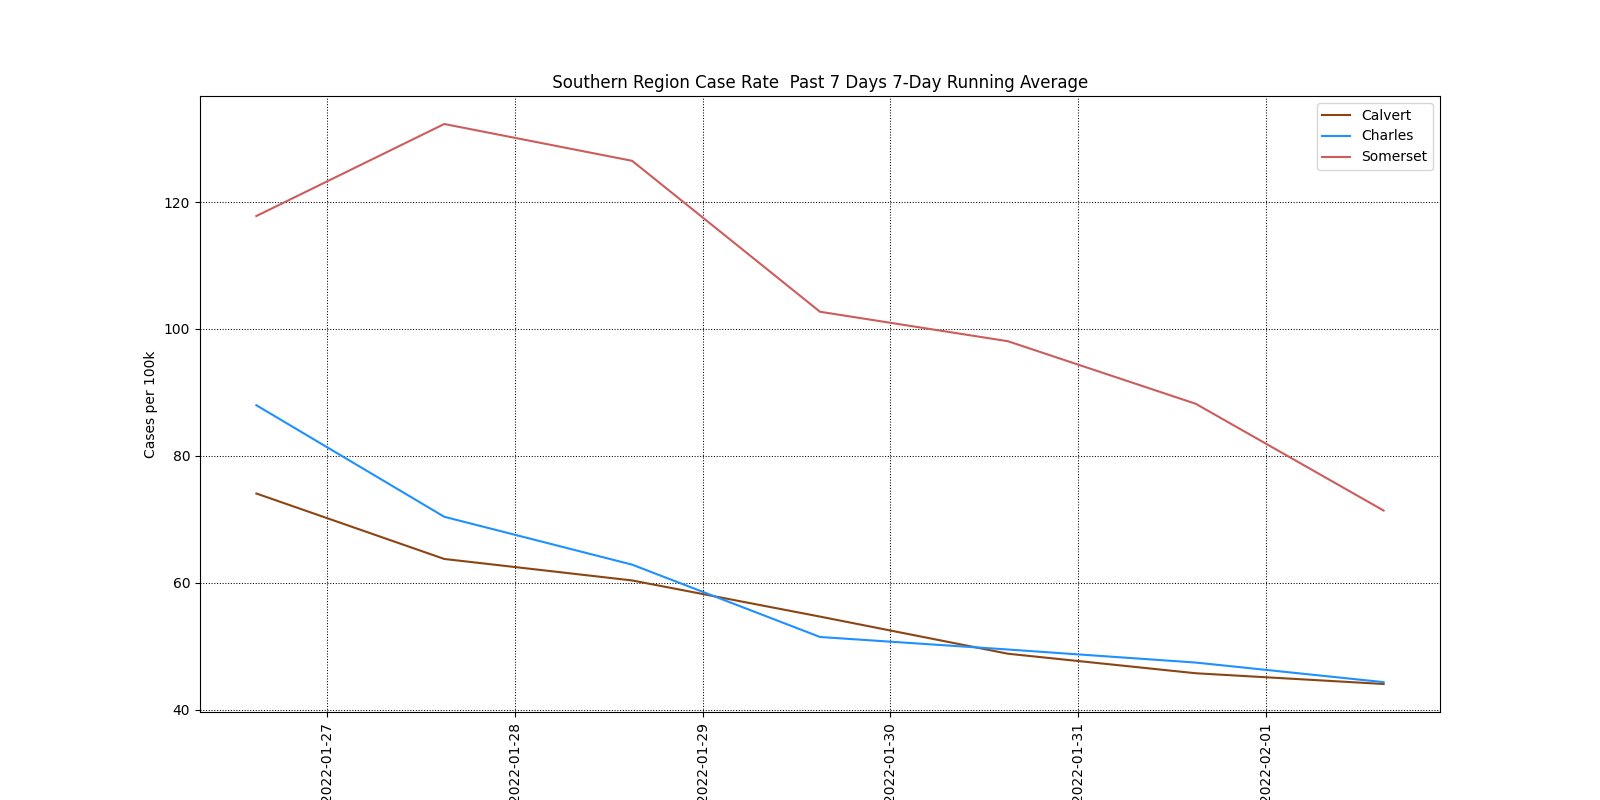 Southern Region Case Rate  Past 7 Days 7-Day Running Average
Calvert
Charles
Somerset
Cases per 100k
120
100
80
60
40
2022-01-27
2022-01-28
2022-01-29
2022-01-30
2022-01-31
2022-02-01